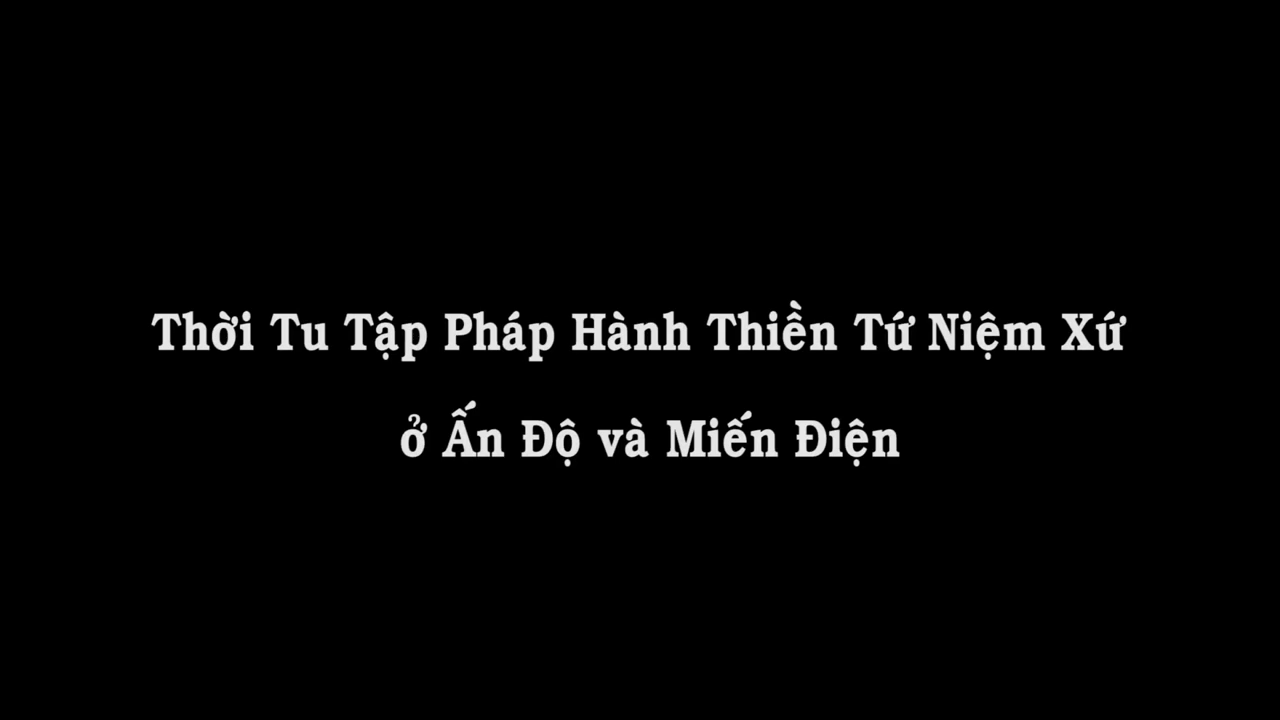 Thời Tu Tập Pháp Hành Thiền Tứ Niệm Xứ
ở Ấn Độ và Miến Điện